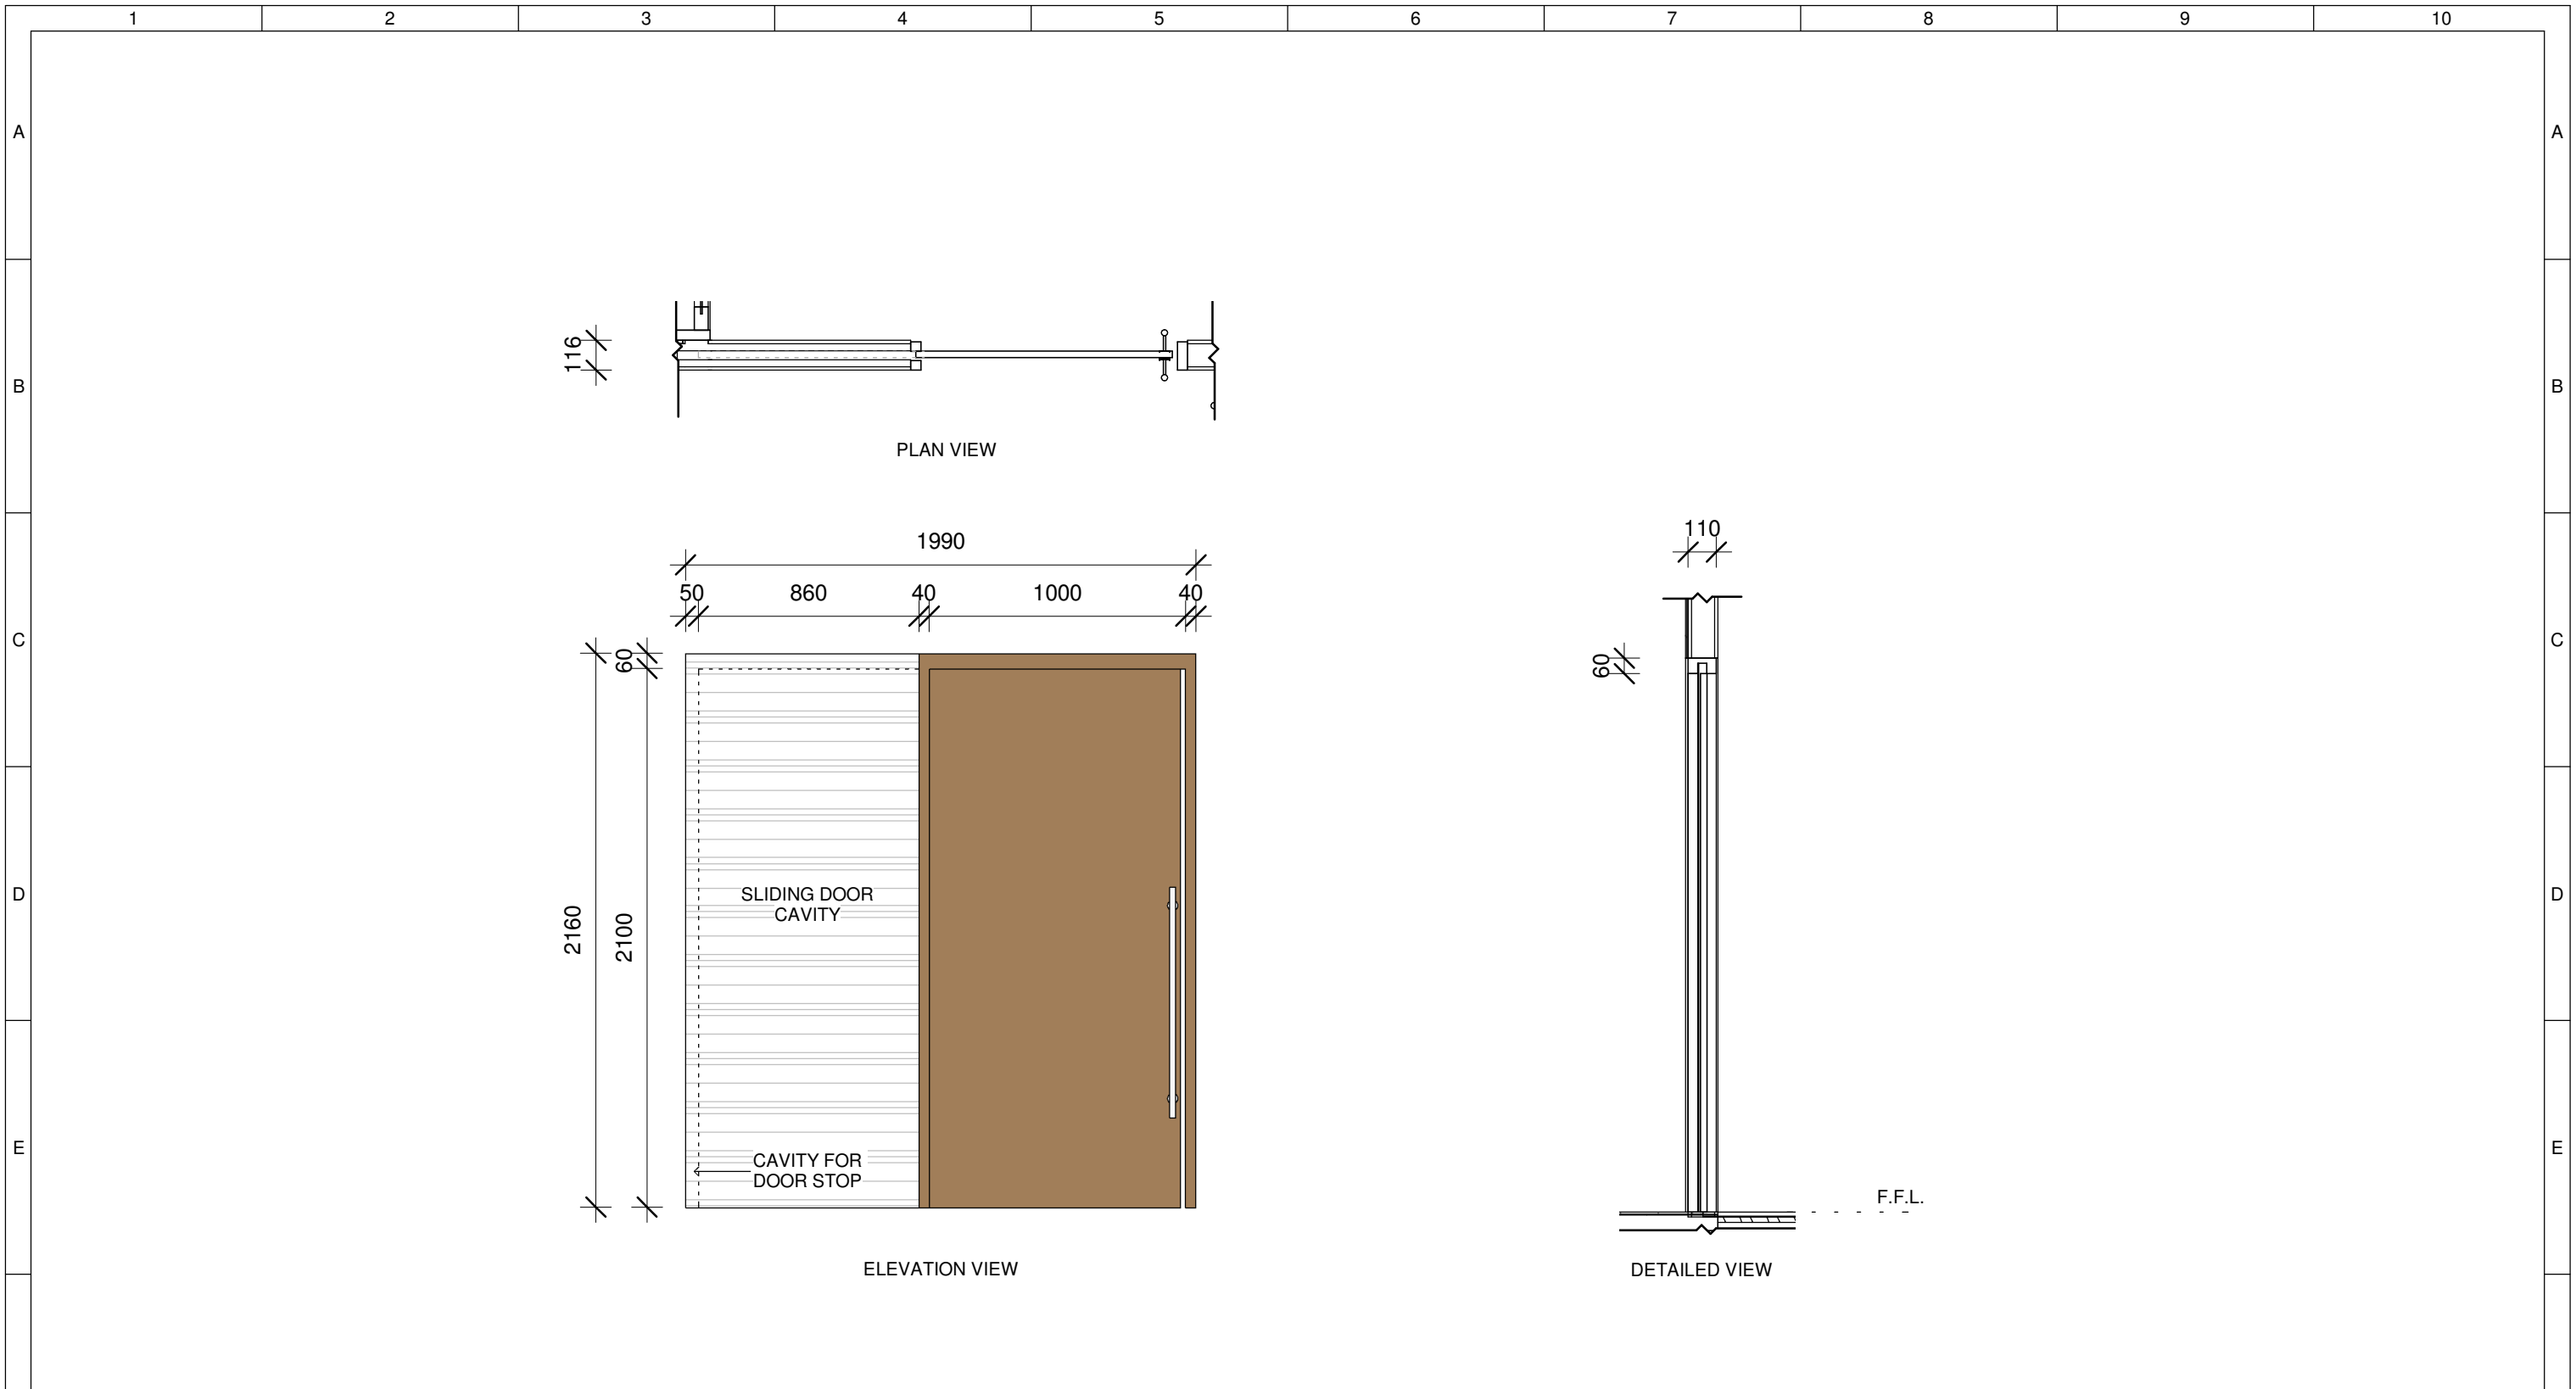 1 2 3 4 5 6 7 8 9 10
A A
116
B B
PLAN VIEW
110
1990
50 860 40 1000 40
C C
60
60
SLIDING DOOR
CAVITY
D D
2160
2100
E E
CAVITY FOR
DOOR STOP
F.F.L.
ELEVATION VIEW
DETAILED VIEW